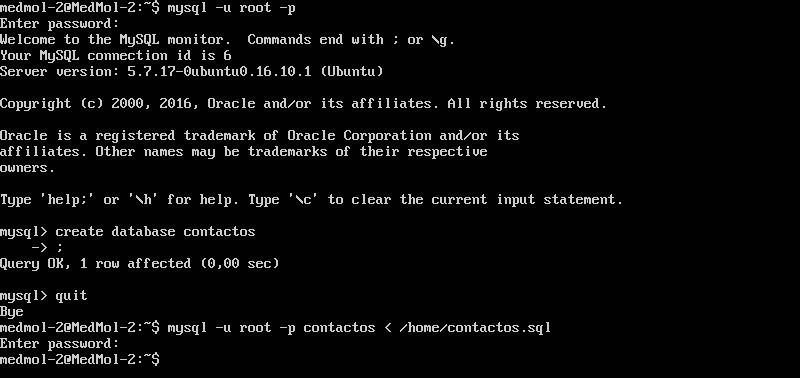 medmol-2@MedMol-2:~$ mysql -u root -p
Enter password:
Welcome to the MySQL monitor.  Commands end with ; or \g.
Your MySQL connection id is 6
Server version: 5.7.17-0ubuntu0.16.10.1 (Ubuntu)
Copyright (c) 2000, 2016, Oracle and/or its affiliates. All rights reserved.
Oracle is a registered trademark of Oracle Corporation and/or its
affiliates. Other names may be trademarks of their respective
owners.
Type 'help;' or '\h' for help. Type '\c' to clear the current input statement.
mysql> create database contactos
    -> ;
Query OK, 1 row affected (0,00 sec)
mysql> quit
Bye
medmol-2@MedMol-2:~$ mysql -u root -p contactos < /home/contactos.sql
Enter password:
medmol-2@MedMol-2:~$